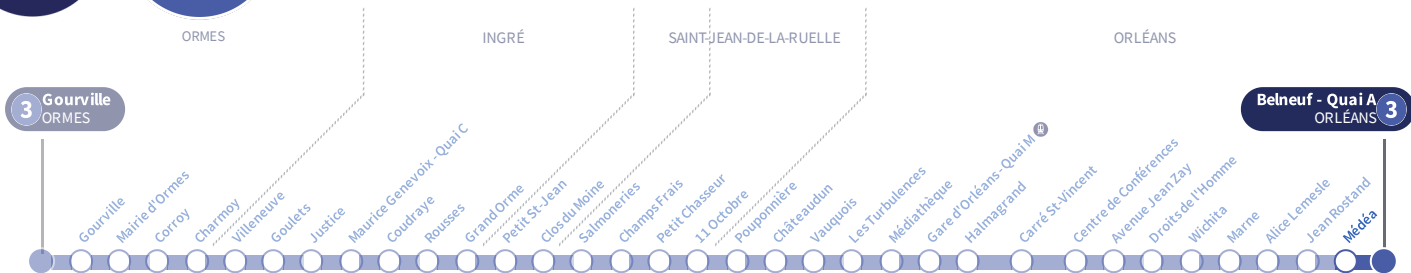 ORMES
INGRÉ
SAINT-JEAN-DE-LA-RUELLE
ORLÉANS
3 Gourville
ORMES
Belneuf - Quai A 3
ORLÉANS
Gourville
Mairie d'Ormes
Corroy
Charmoy
Villeneuve
Goulets
Justice
Maurice Genevoix - Quai C
Coudraye
Rousses
Grand Orme
Petit St-Jean
Clos du Moine
Salmoneries
Champs Frais
Petit Chasseur
11 Octobre
Pouponnière
Châteaudun
Vauquois
Les Turbulences
Médiathèque
Gare d'Orléans - Quai M
Halmagrand
Carré St-Vincent
Centre de Conférences
Avenue Jean Zay
Droits de l'Homme
Wichita
Marne
Alice Lemesle
Jean Rostand
Médéa